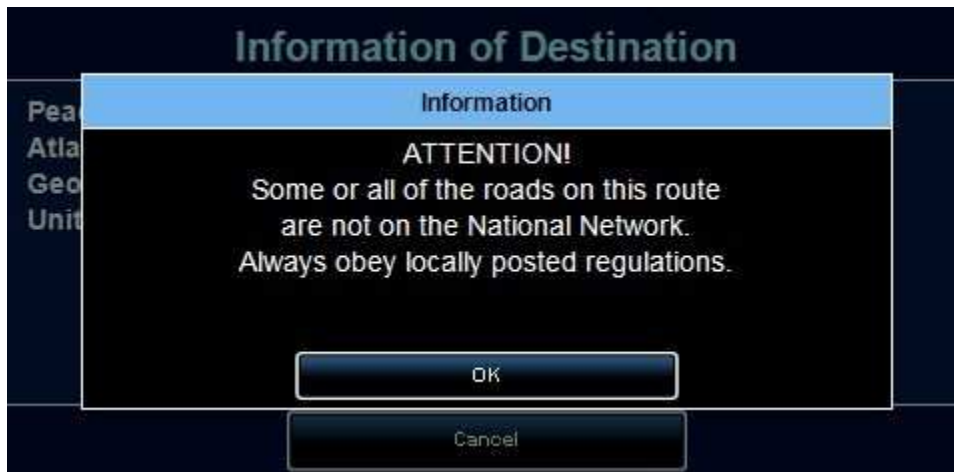 Information of Destination
Information
Pea
Atla
Geo
Unit
ATTENTION!
Some or all of the roads on this route
are not on the National Network.
Always obey locally posted regulations.
OK
Cancel